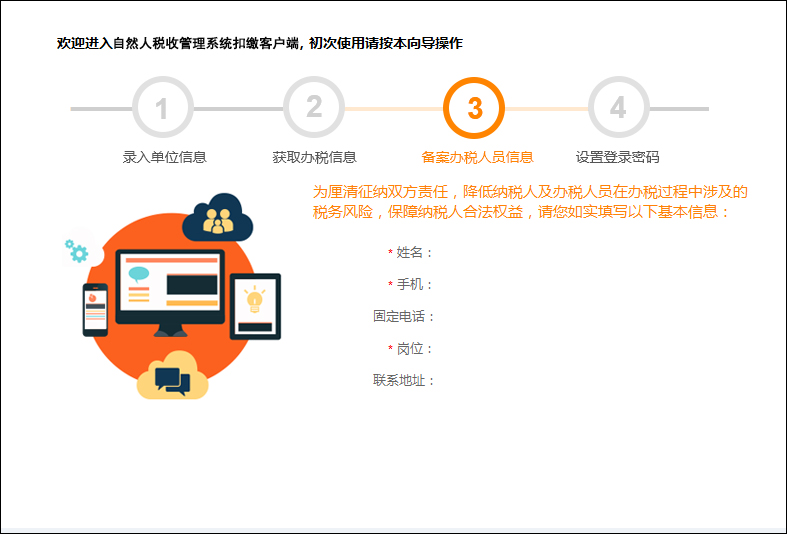 欢迎进入自然人税收管理系统扣缴客户端, 初次使用请按本向导操作
1 2 3 4
录入单位信息 获取办税信息 备案办税人员信息 设置登录密码
为厘清征纳双方责任，降低纳税人及办税人员在办税过程中涉及的
税务风险，保障纳税人合法权益，请您如实填写以下基本信息：
* 姓名：
* 手机：
固定电话：
* 岗位：
联系地址：